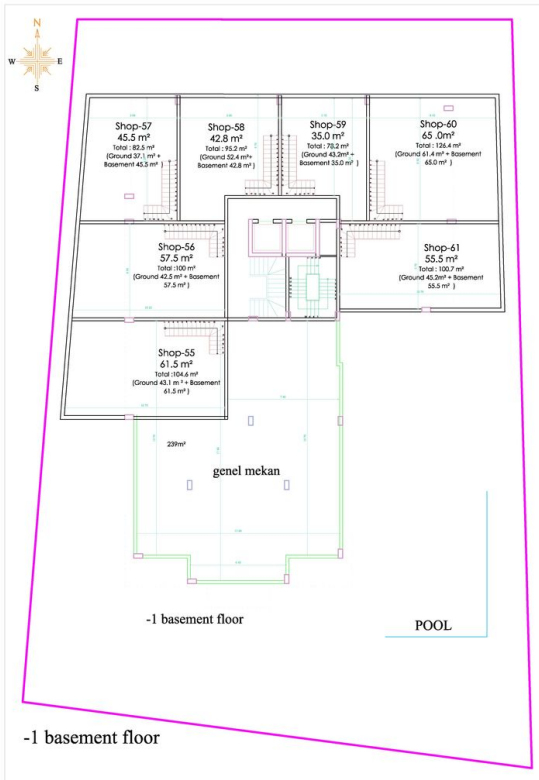 N
W
E
S
Shop-57
45.5 m²
Total : 82.5 m²
(Ground 37.1 m² +
Basement 45.5 m² )
Shop-58
42.8 m²
Total : 95.2 m²
(Ground 52.4 m² +
Basement 42.8 m² )
Shop-59
35.0 m²
Total : 78.2 m²
(Ground 43.2m² +
Basement 35.0 m² )
Shop-60
65 .0m²
Total : 126.4 m²
(Ground 61.4 m² +
Basement
65.0 m² )
Shop-56
57.5 m²
Total :100 m²
(Ground 42.5 m² + Basement
57.5 m² )
Shop-61
55.5 m²
Total : 100.7 m²
(Ground 45.2m² + Basement
55.5 m² )
Shop-55
61.5 m²
Total :104.6 m²
(Ground 43.1 m ² + Basement
61.5 m² )
239m²
genel mekan
-1 basement floor
POOL
-1 basement floor